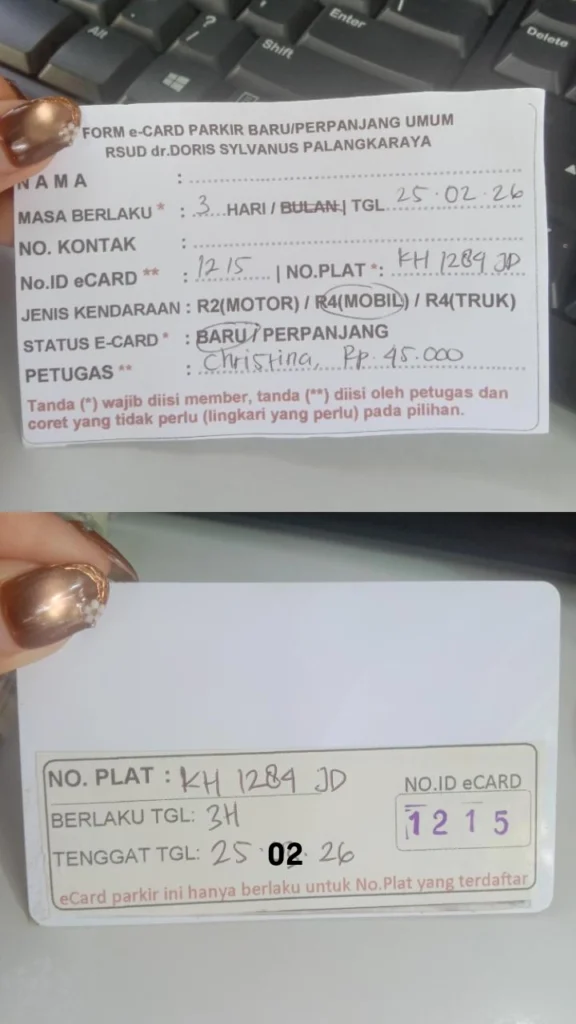 Alt
?
/
Shift
Enter
Delete
FORM e-CARD PARKIR BARU/PERPANJANG UMUM
RSUD dr.DORIS SYLVANUS PALANGKARAYA
N A M A :
MASA BERLAKU * : 3 HARI / BULAN | TGL 25.02.26
NO. KONTAK :
No.ID eCARD ** : 1215 | NO.PLAT *: KH 1284 JD
JENIS KENDARAAN : R2(MOTOR) / R4(MOBIL) / R4(TRUK)
STATUS E-CARD * : BARU / PERPANJANG
PETUGAS ** : Christina, Rp. 45.000
Tanda (*) wajib diisi member, tanda (**) diisi oleh petugas dan
coret yang tidak perlu (lingkari yang perlu) pada pilihan.
NO. PLAT : KH 1284 JD
NO.ID eCARD
BERLAKU TGL: 3H
1215
TENGGAT TGL: 25 02 26
eCard parkir ini hanya berlaku untuk No.Plat yang terdaftar